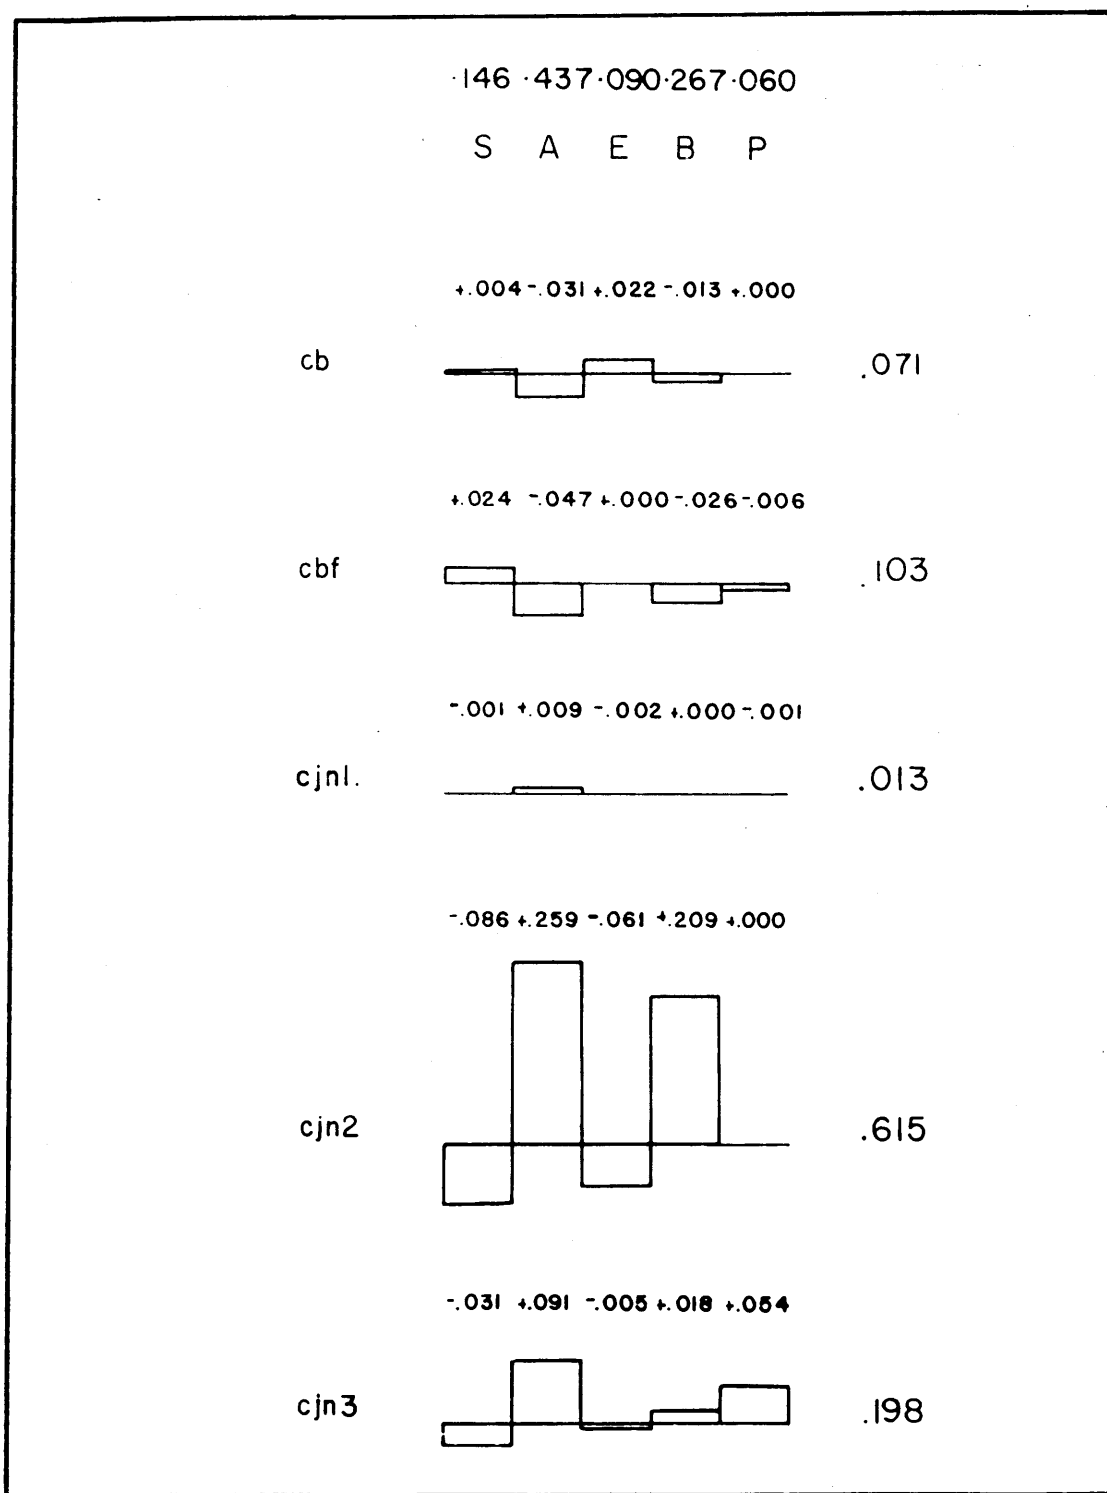 ·146 ·437 ·090 ·267 ·060
S A E B P
+.004 -.031 +.022 -.013 +.000
cb .071
+.024 -.047 +.000 -.026 -.006
cbf .103
-.001 +.009 -.002 +.000 -.001
cjn1. .013
-.086 +.259 -.061 +.209 +.000
cjn2 .615
-.031 +.091 -.005 +.018 +.054
cjn3 .198